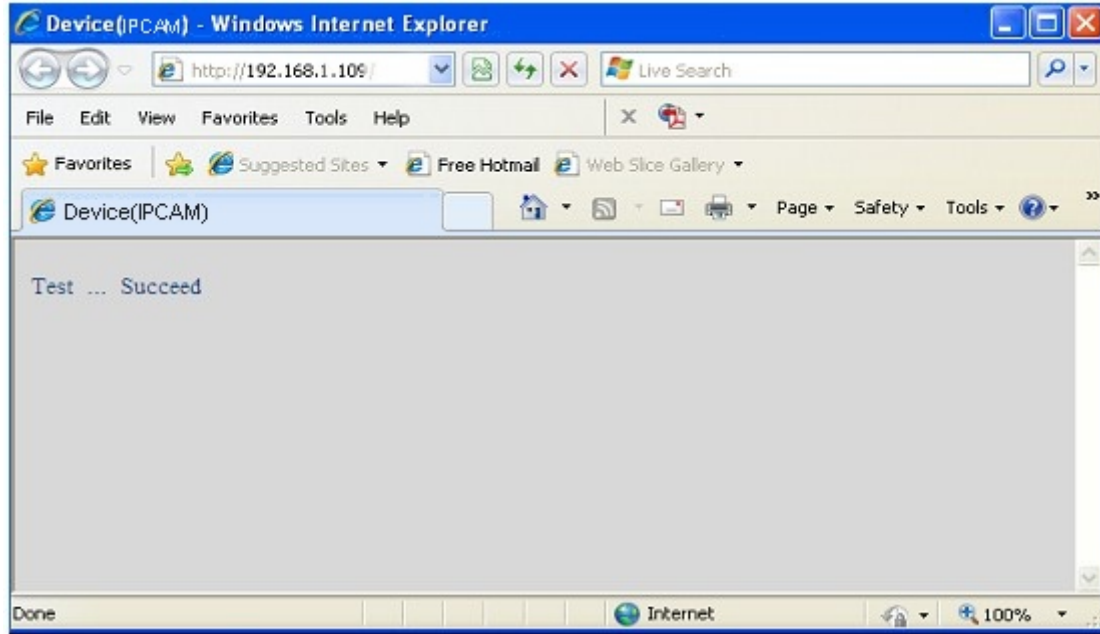 Device(IPCAM) - Windows Internet Explorer
http://192.168.1.109/
Live Search
File Edit View Favorites Tools Help
Favorites Suggested Sites Free Hotmail Web Slice Gallery
Device(IPCAM) Page Safety Tools
Test ... Succeed
Done Internet 100%